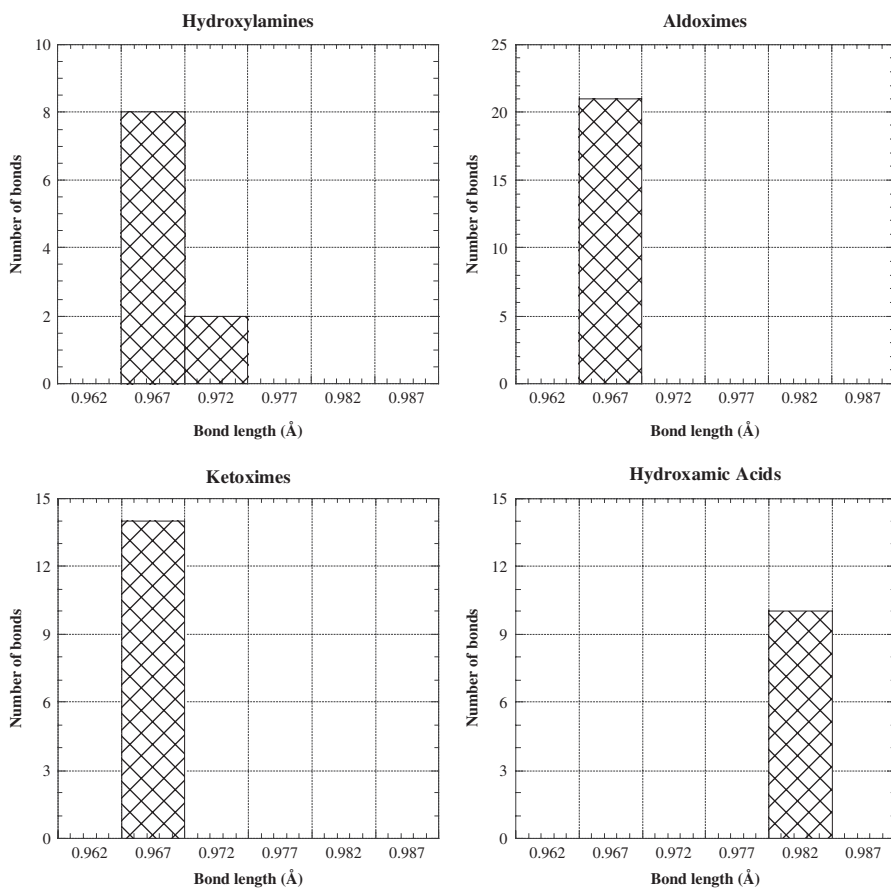 Hydroxylamines
10
8
6
4
2
0
Number of bonds
0.962 0.967 0.972 0.977 0.982 0.987
Bond length (Å)
Aldoximes
25
20
15
10
5
0
Number of bonds
0.962 0.967 0.972 0.977 0.982 0.987
Bond length (Å)
Ketoximes
15
12
9
6
3
0
Number of bonds
0.962 0.967 0.972 0.977 0.982 0.987
Bond length (Å)
Hydroxamic Acids
15
12
9
6
3
0
Number of bonds
0.962 0.967 0.972 0.977 0.982 0.987
Bond length (Å)